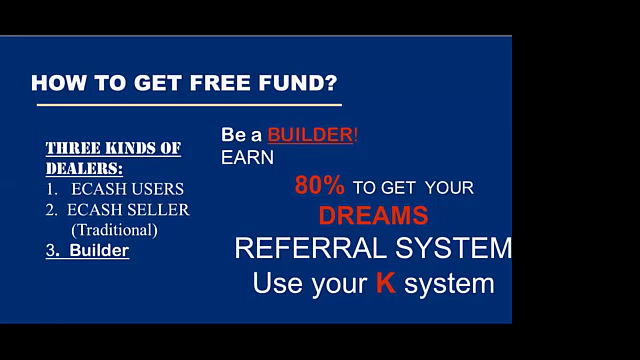 HOW TO GET FREE FUND?
THREE KINDS OF
DEALERS:
1. ECASH USERS
2. ECASH SELLER
(Traditional)
3. Builder
Be a BUILDER!
EARN
80% TO GET YOUR
DREAMS
REFERRAL SYSTEM
Use your K system